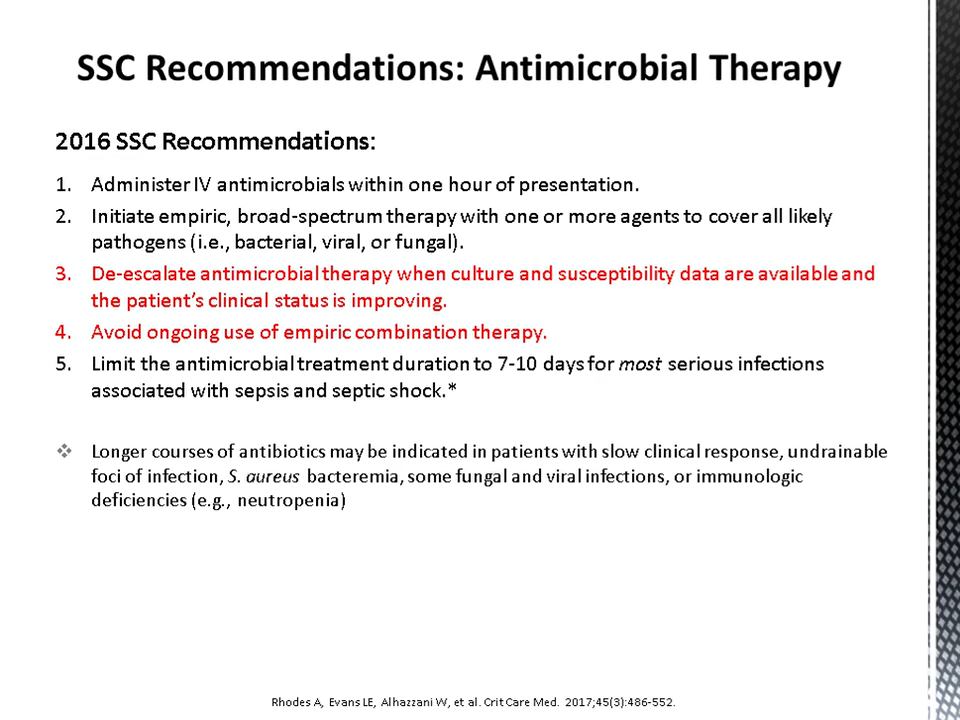 SSC Recommendations: Antimicrobial Therapy
2016 SSC Recommendations:
1. Administer IV antimicrobials within one hour of presentation.
2. Initiate empiric, broad-spectrum therapy with one or more agents to cover all likely
pathogens (i.e., bacterial, viral, or fungal).
3. De-escalate antimicrobial therapy when culture and susceptibility data are available and
the patient’s clinical status is improving.
4. Avoid ongoing use of empiric combination therapy.
5. Limit the antimicrobial treatment duration to 7-10 days for most serious infections
associated with sepsis and septic shock.*
❖ Longer courses of antibiotics may be indicated in patients with slow clinical response, undrainable
foci of infection, S. aureus bacteremia, some fungal and viral infections, or immunologic
deficiencies (e.g., neutropenia)
Rhodes A, Evans LE, Alhazzani W, et al. Crit Care Med. 2017;45(3):486-552.